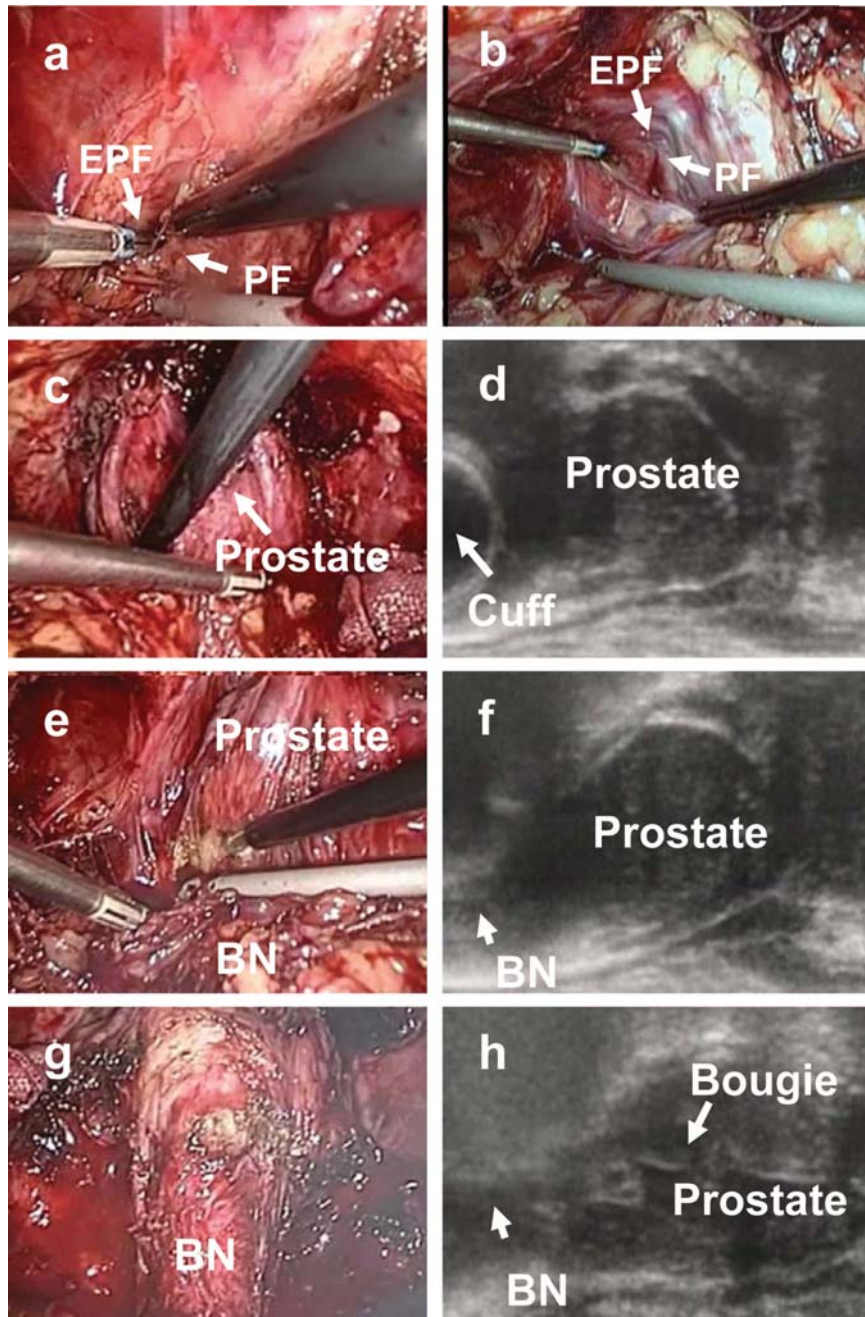 a
EPF
PF
b
EPF
PF
c
Prostate
d
Prostate
Cuff
e
Prostate
BN
f
Prostate
BN
g
BN
h
Bougie
Prostate
BN